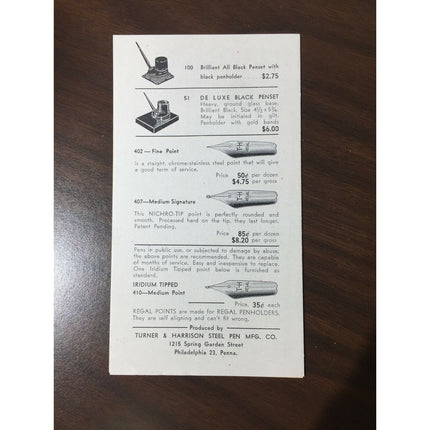 100 Brilliant All Black Penset with
black penholder ..... $2.75
51 DE LUXE BLACK PENSET
Heavy, ground glass base,
Brilliant Black, Size 4½ x 5¾.
May be initialed in gilt.
Penholder with gold bands
$6.00
402—Fine Point
is a staight, chrome-stainless steel point that will give
a good term of service.
Price 50¢ per dozen
$4.75 per gross
407—Medium Signature
This NICHRO-TIP point is perfectly rounded and
smooth. Processed hard on the tip, they last longer.
Patent Pending.
Price 85¢ per dozen
$8.20 per gross
Pens in public use, or subjected to damage by abuse;
the above points are recommended. They are capable
of months of service. Easy and inexpensive to replace.
One Iridium Tipped point below is furnished as
standard.
IRIDIUM TIPPED
410—Medium Point
Price, 35¢ each
REGAL POINTS are made for REGAL PENHOLDERS.
They are self aligning and can't fit wrong.
Produced by
TURNER & HARRISON STEEL PEN MFG. CO.
1215 Spring Garden Street
Philadelphia 23, Penna.